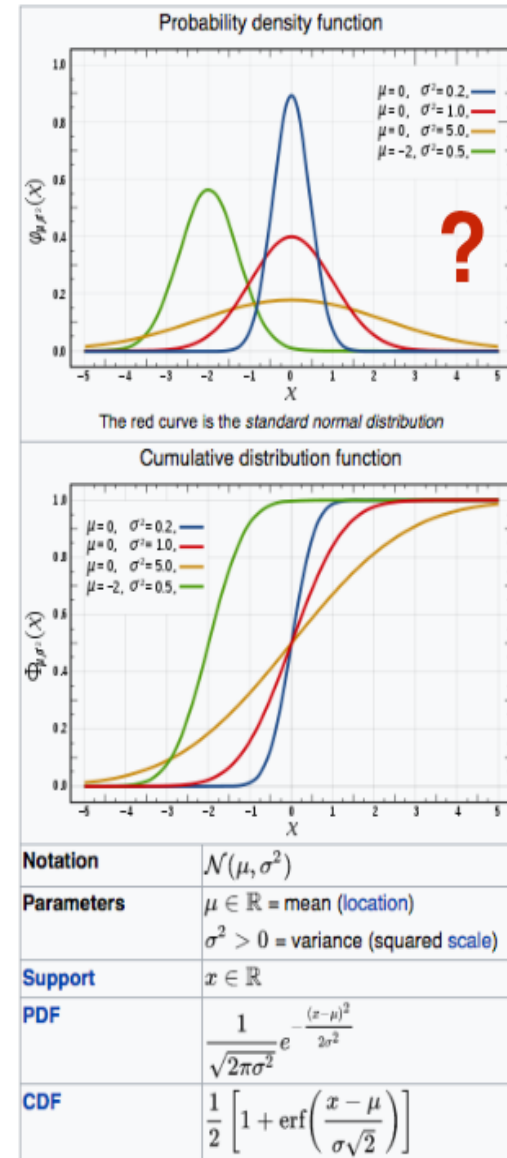 Probability density function
1.0
0.8
0.6
0.4
0.2
0.0
φμ,σ²(x)
μ=0, σ²=0.2,
μ=0, σ²=1.0,
μ=0, σ²=5.0,
μ=-2, σ²=0.5,
?
-5 -4 -3 -2 -1 0 1 2 3 4 5
x
The red curve is the standard normal distribution
Cumulative distribution function
1.0
0.8
0.6
0.4
0.2
0.0
Φμ,σ²(x)
μ=0, σ²=0.2,
μ=0, σ²=1.0,
μ=0, σ²=5.0,
μ=-2, σ²=0.5,
-5 -4 -3 -2 -1 0 1 2 3 4 5
x
Notation 𝒩(μ, σ²)
Parameters μ ∈ ℝ = mean (location)
σ² > 0 = variance (squared scale)
Support x ∈ ℝ
PDF 1/√(2πσ²) e^(-(x-μ)²/(2σ²))
CDF 1/2 [1 + erf((x - μ)/(σ√2))]